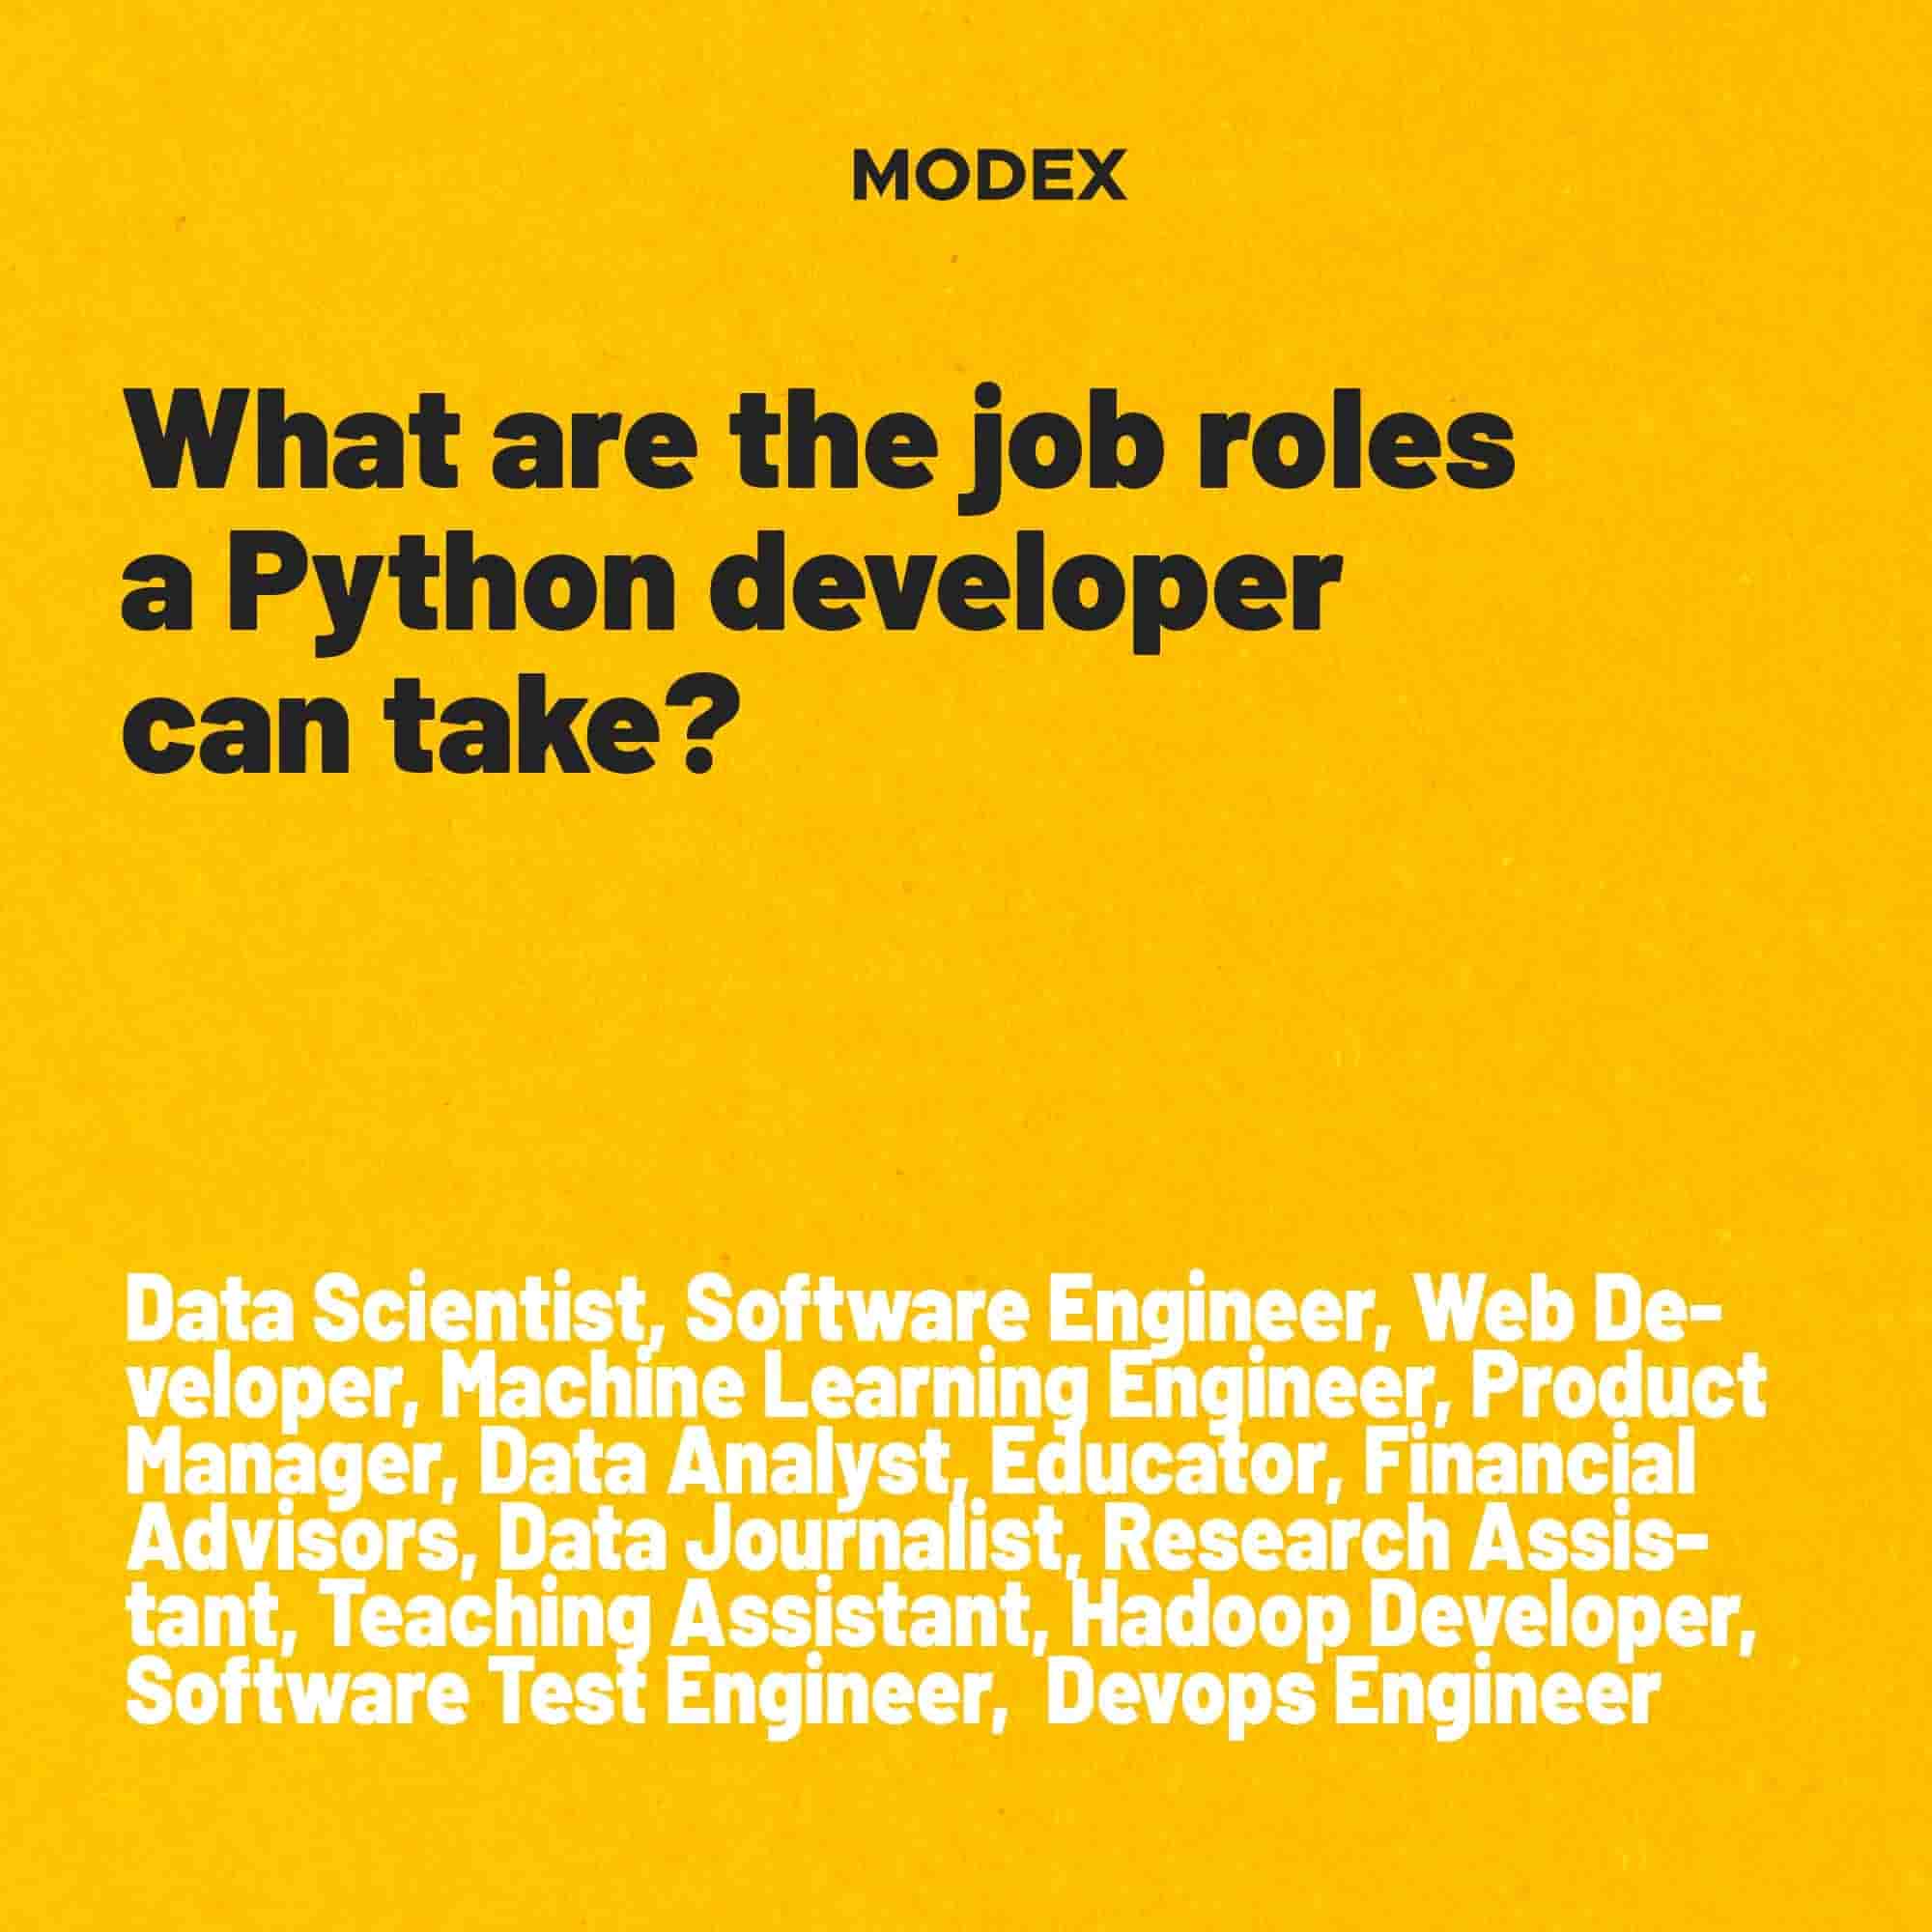 MODEX
What are the job roles
a Python developer
can take?
Data Scientist, Software Engineer, Web De-
veloper, Machine Learning Engineer, Product
Manager, Data Analyst, Educator, Financial
Advisors, Data Journalist, Research Assis-
tant, Teaching Assistant, Hadoop Developer,
Software Test Engineer,  Devops Engineer